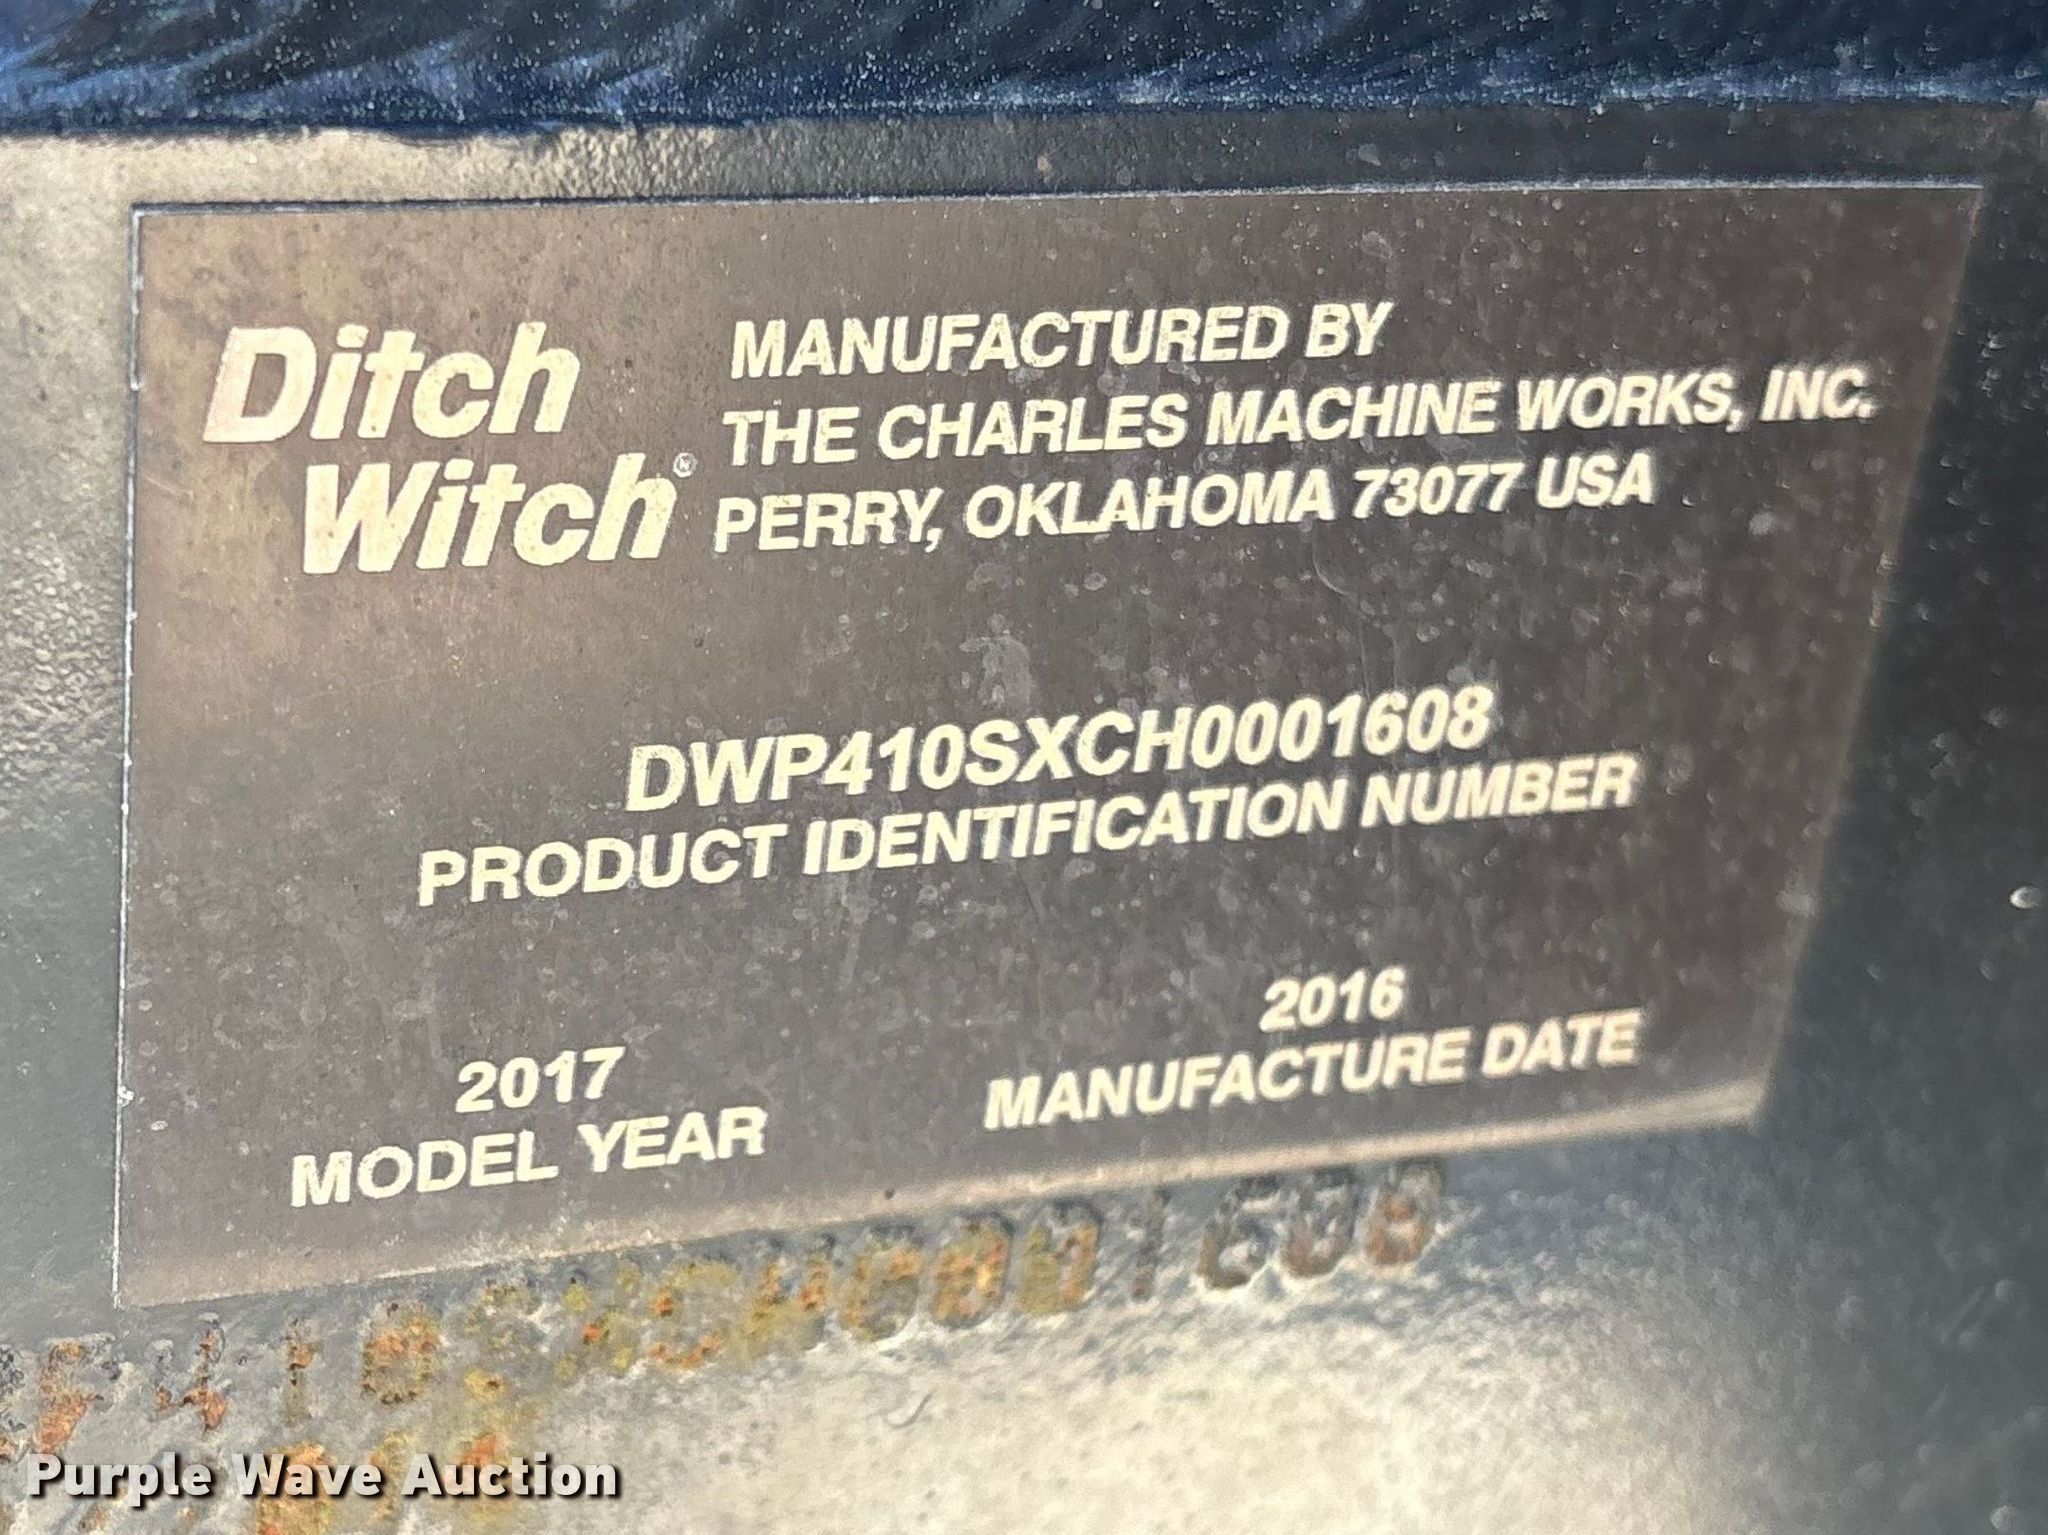 Ditch
Witch®
MANUFACTURED BY
THE CHARLES MACHINE WORKS, INC.
PERRY, OKLAHOMA 73077 USA
DWP410SXCH0001608
PRODUCT IDENTIFICATION NUMBER
2017
MODEL YEAR
2016
MANUFACTURE DATE
P410SXCH0001608
Purple Wave Auction